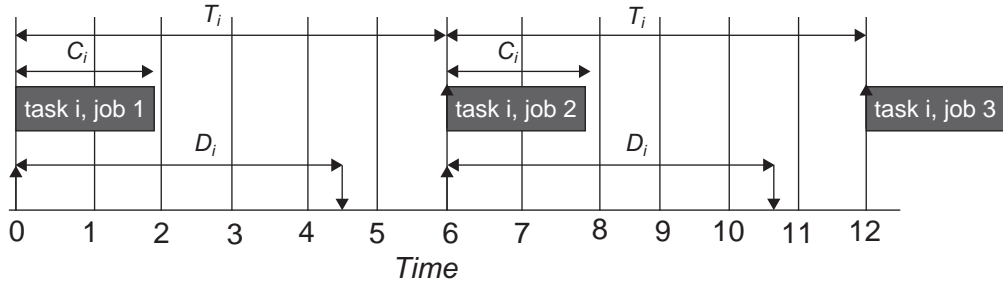 T_i T_i
C_i C_i
task i, job 1 task i, job 2 task i, job 3
D_i D_i
0 1 2 3 4 5 6 7 8 9 10 11 12
Time